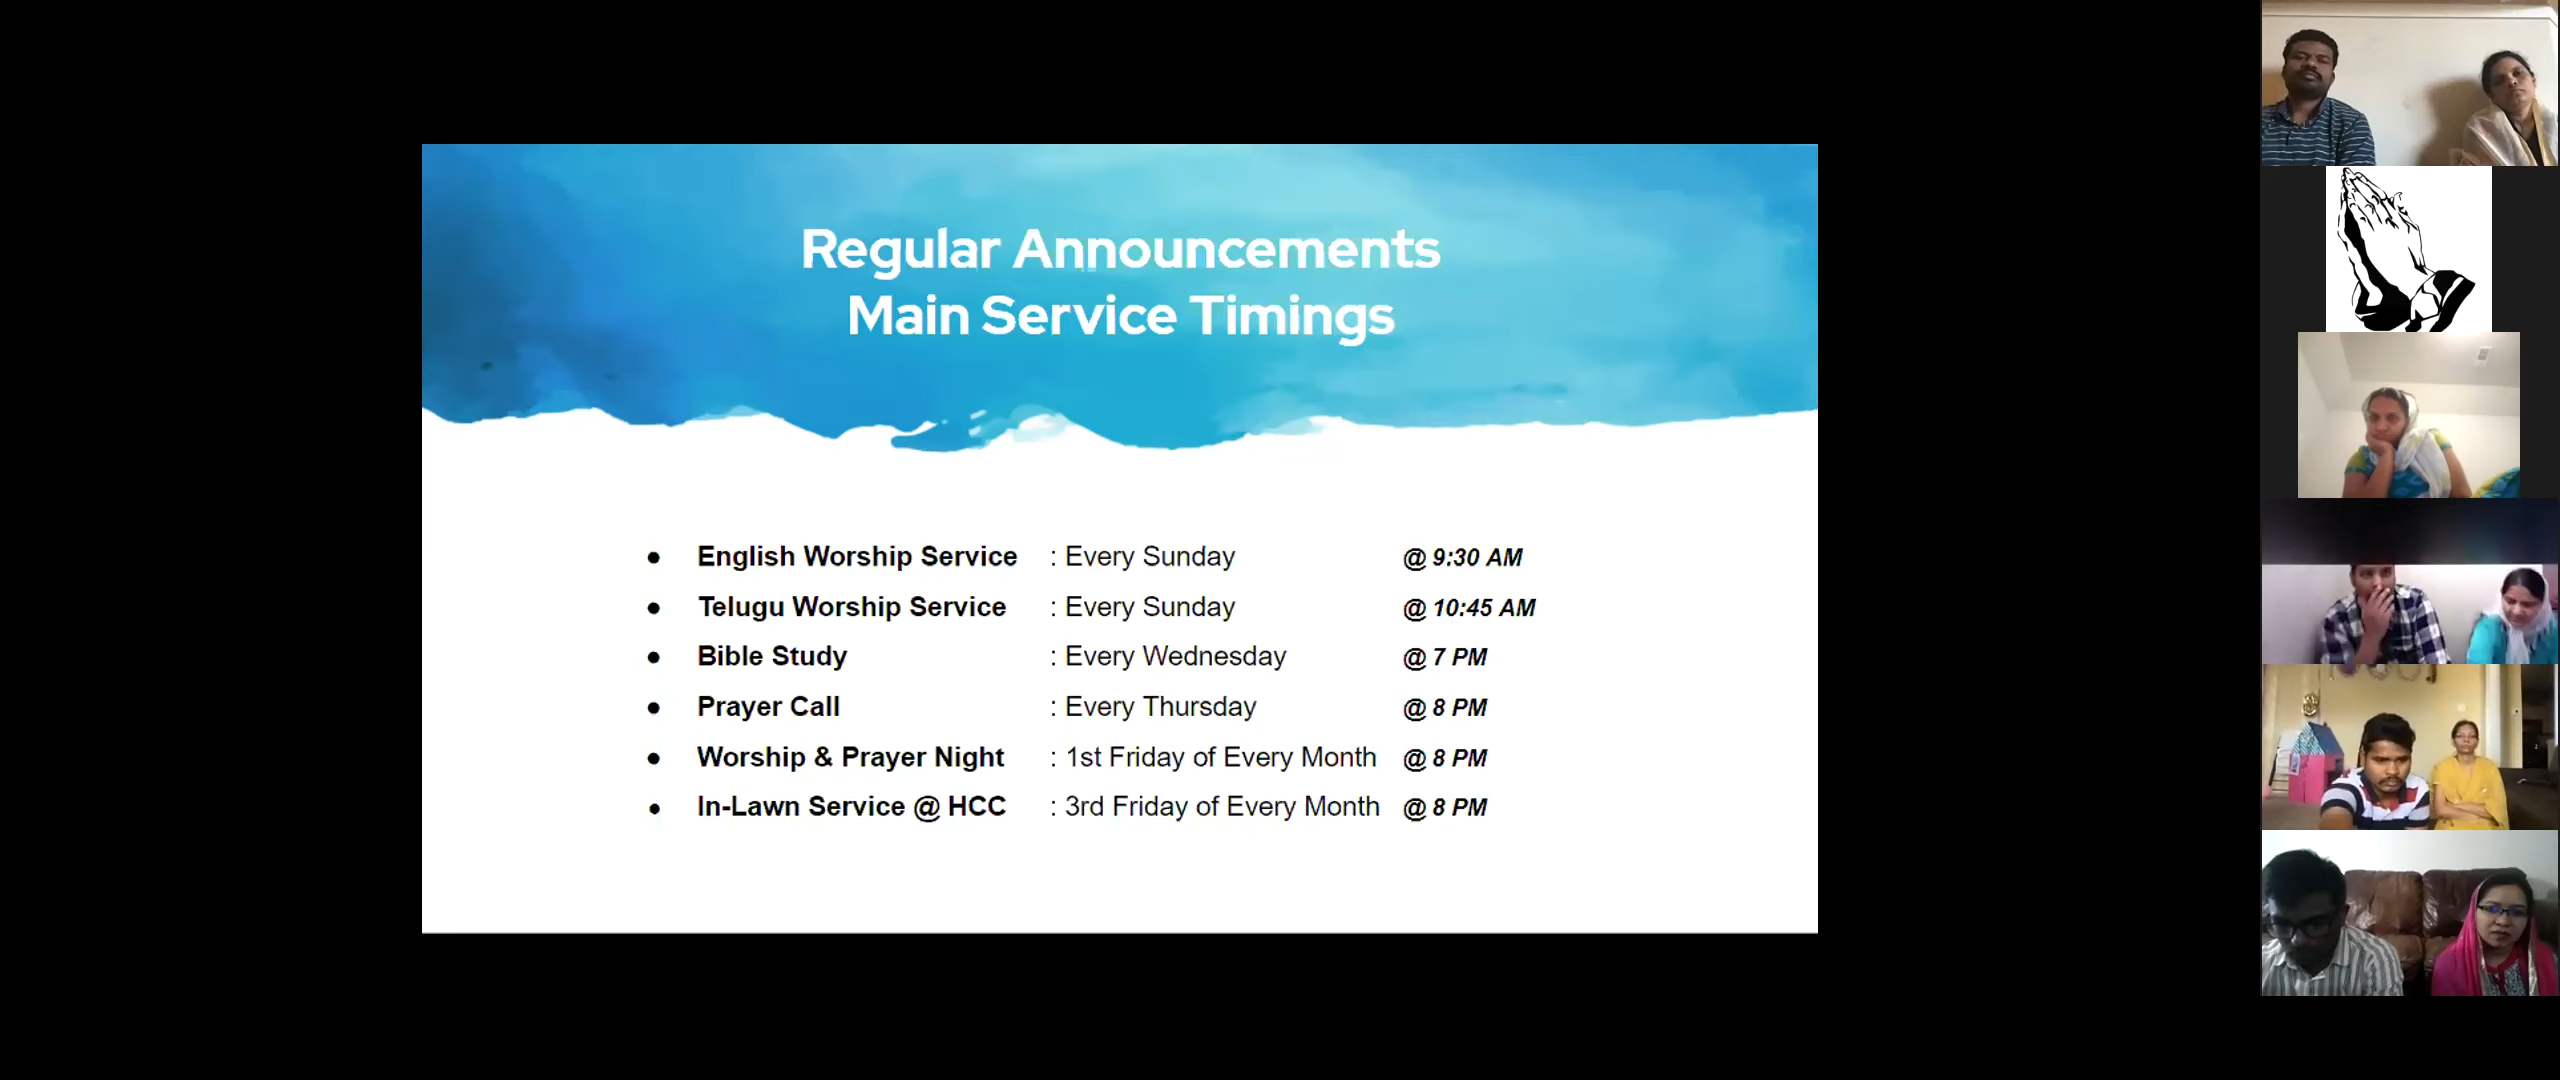 Regular Announcements
Main Service Timings
● English Worship Service : Every Sunday @ 9:30 AM
● Telugu Worship Service : Every Sunday @ 10:45 AM
● Bible Study : Every Wednesday @ 7 PM
● Prayer Call : Every Thursday @ 8 PM
● Worship & Prayer Night : 1st Friday of Every Month @ 8 PM
● In-Lawn Service @ HCC : 3rd Friday of Every Month @ 8 PM